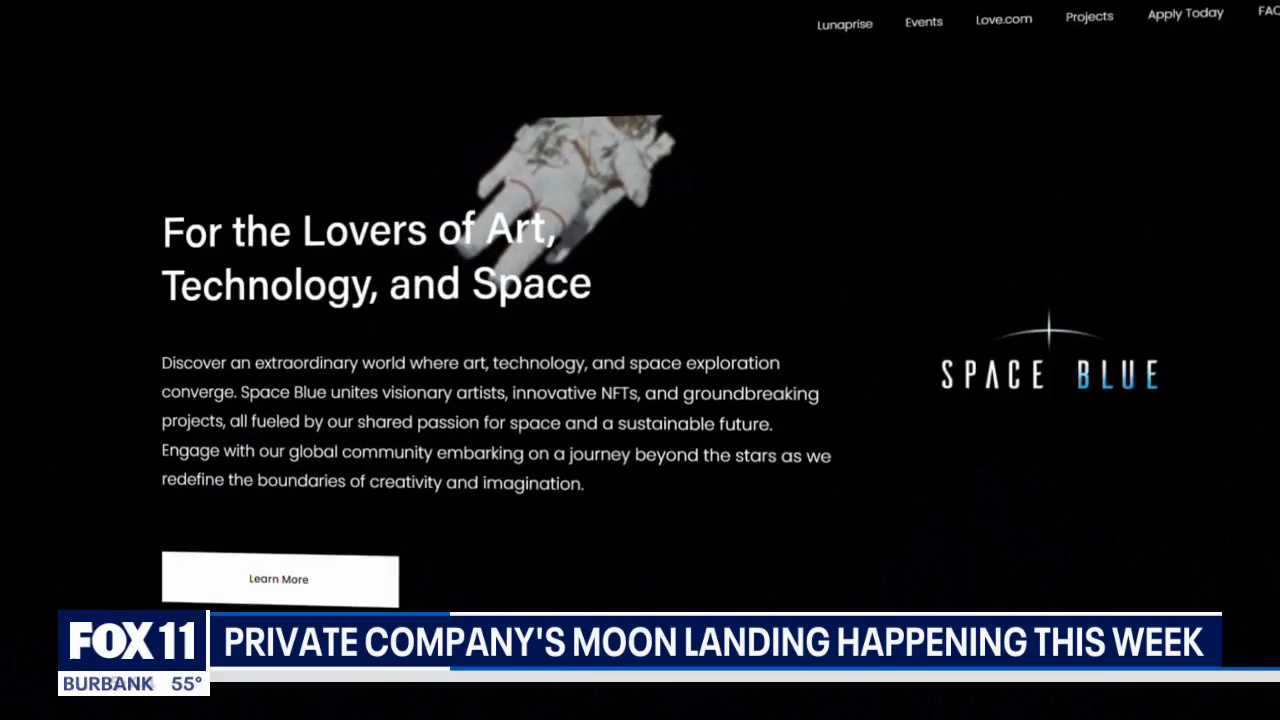 Lunaprise Events Love.com Projects Apply Today FAQ
For the Lovers of Art,
Technology, and Space
Discover an extraordinary world where art, technology, and space exploration
converge. Space Blue unites visionary artists, innovative NFTs, and groundbreaking
projects, all fueled by our shared passion for space and a sustainable future.
Engage with our global community embarking on a journey beyond the stars as we
redefine the boundaries of creativity and imagination.
SPACE BLUE
Learn More
FOX 11 PRIVATE COMPANY'S MOON LANDING HAPPENING THIS WEEK
BURBANK 55°